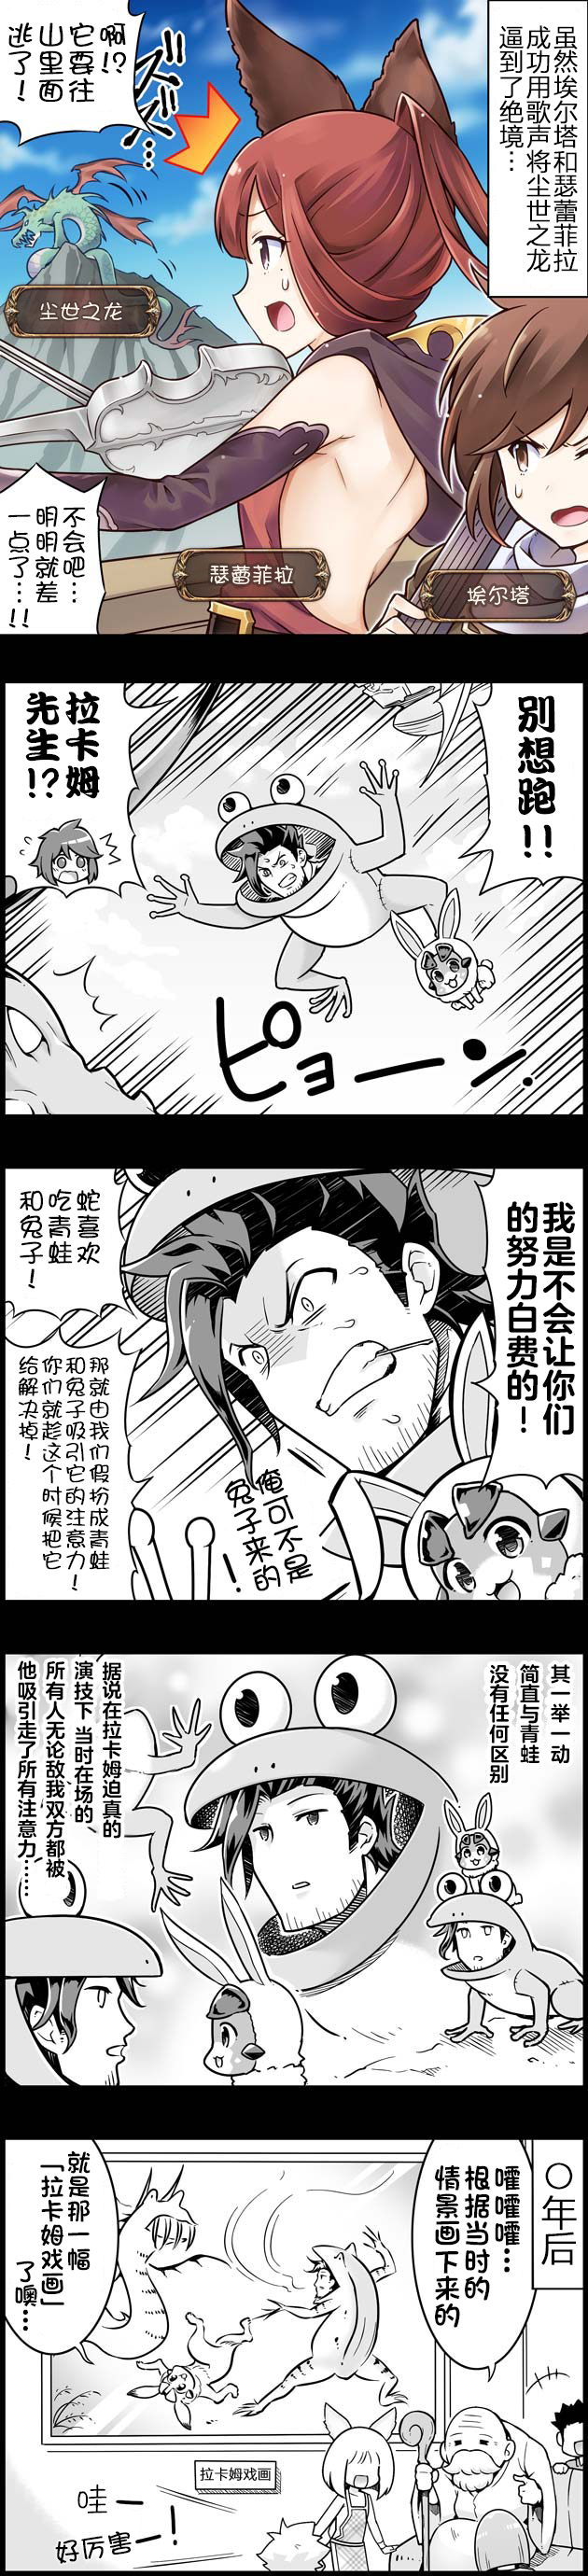 虽然埃尔塔和瑟蕾菲拉
成功用歌声将尘世之龙
逼到了绝境…
啊!?
它要往
山里面
逃了！
ズズ…
尘世之龙
瑟蕾菲拉
埃尔塔
不会吧…
明明就差
一点了…!!
别想跑!!
拉卡姆
先生!?
ピョーン
我是不会让你们
的努力白费的！
蛇喜欢
吃青蛙
和兔子！
那就由我们假扮成青蛙
和兔子吸引它的注意力！
你们就趁这个时候把它
给解决掉！
俺可不是
兔子来的
！
其一举一动
简直与青蛙
没有任何区别
据说在拉卡姆迫真的
演技下 当时在场的
所有人无论敌我双方都被
他吸引走了所有注意力……
〇年后
嚯嚯嚯…
根据当时的
情景画下来的
就是那一幅
「拉卡姆戏画」
了噢…
拉卡姆戏画
哇—
好厉害—！